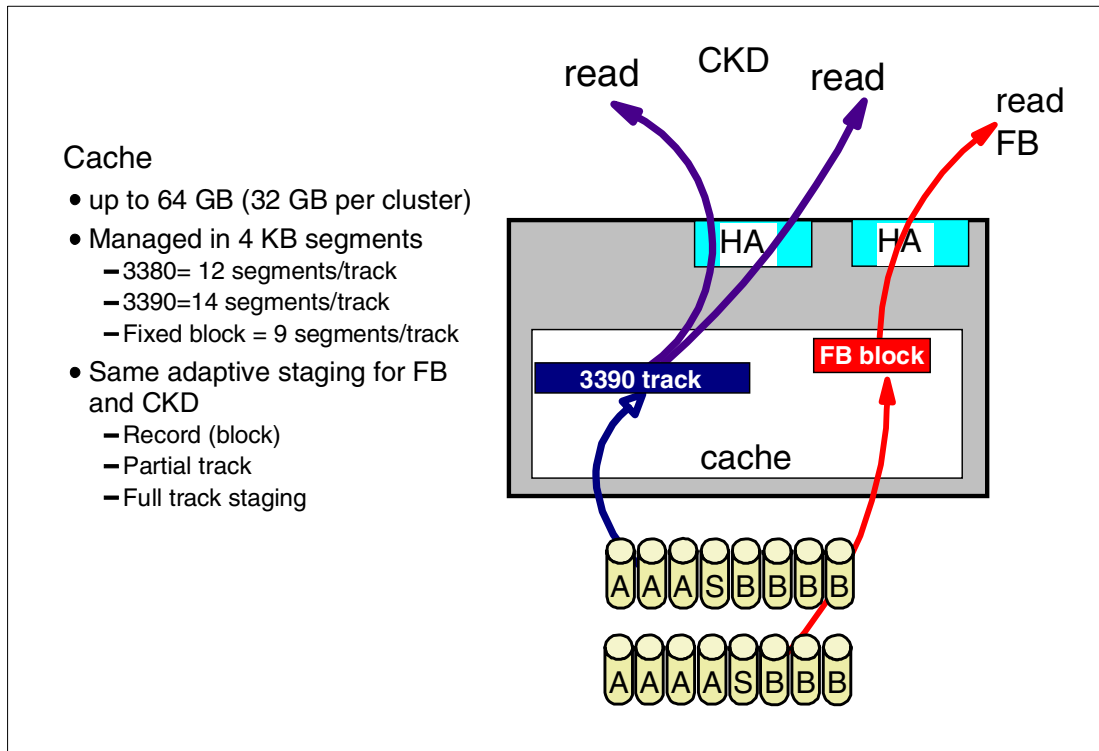 Cache
• up to 64 GB (32 GB per cluster)
• Managed in 4 KB segments
– 3380= 12 segments/track
– 3390=14 segments/track
– Fixed block = 9 segments/track
• Same adaptive staging for FB
and CKD
– Record (block)
– Partial track
– Full track staging
CKD
read
read
read
FB
HA
HA
FB block
3390 track
cache
A A A S B B B B
A A A A S B B B